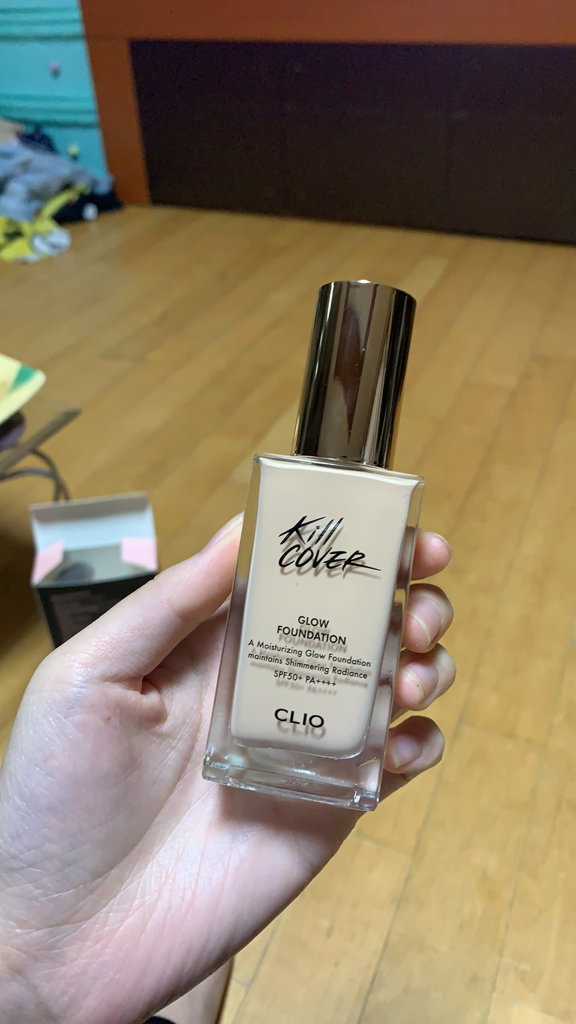 Kill
COVER
GLOW
FOUNDATION
A Moisturizing Glow Foundation
maintains Shimmering Radiance
SPF50+ PA++++
CLIO